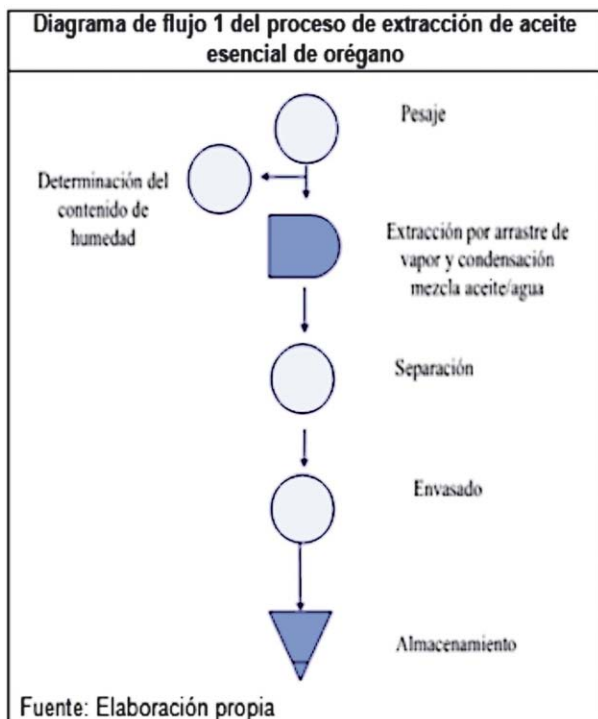 Diagrama de flujo 1 del proceso de extracción de aceite
esencial de orégano
Pesaje
Determinación del
contenido de
humedad
Extracción por arrastre de
vapor y condensación
mezcla aceite/agua
Separación
Envasado
Almacenamiento
Fuente: Elaboración propia